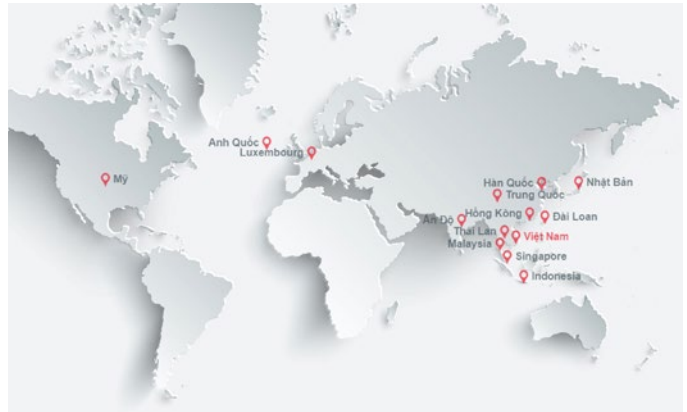 Anh Quốc
Luxembourg
Mỹ
Hàn Quốc
Nhật Bản
Trung Quốc
Hồng Kông
Đài Loan
Ấn Độ
Thái Lan
Việt Nam
Malaysia
Singapore
Indonesia